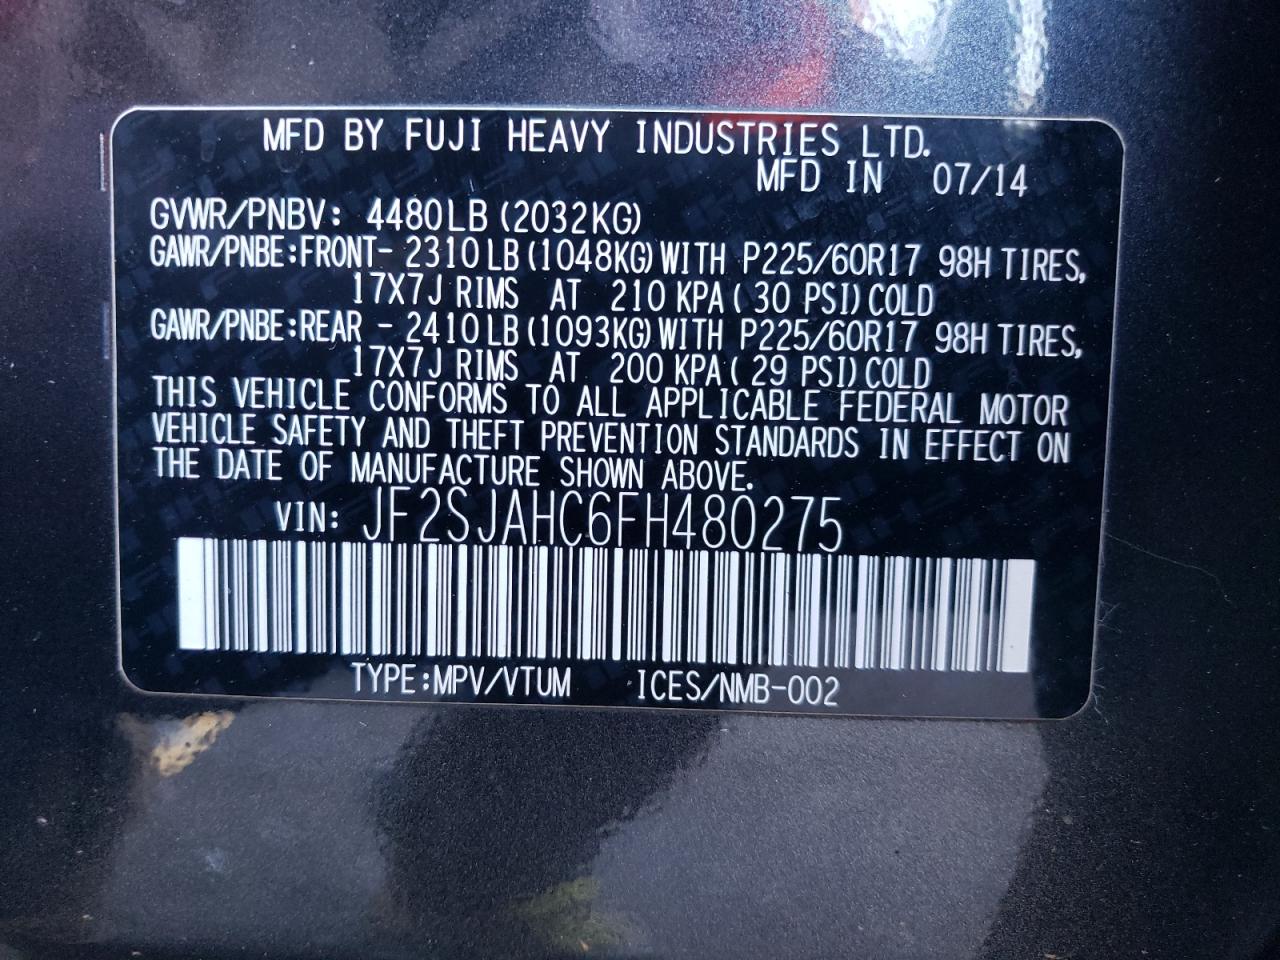 MFD BY FUJI HEAVY INDUSTRIES LTD.
MFD IN 07/14
GVWR/PNBV: 4480LB (2032KG)
GAWR/PNBE:FRONT- 2310LB(1048KG)WITH P225/60R17 98H TIRES,
17X7J RIMS AT 210 KPA( 30 PSI)COLD
GAWR/PNBE:REAR - 2410LB(1093KG)WITH P225/60R17 98H TIRES,
17X7J RIMS AT 200 KPA( 29 PSI)COLD
THIS VEHICLE CONFORMS TO ALL APPLICABLE FEDERAL MOTOR
VEHICLE SAFETY AND THEFT PREVENTION STANDARDS IN EFFECT ON
THE DATE OF MANUFACTURE SHOWN ABOVE.
VIN: JF2SJAHC6FH480275
TYPE:MPV/VTUM ICES/NMB-002